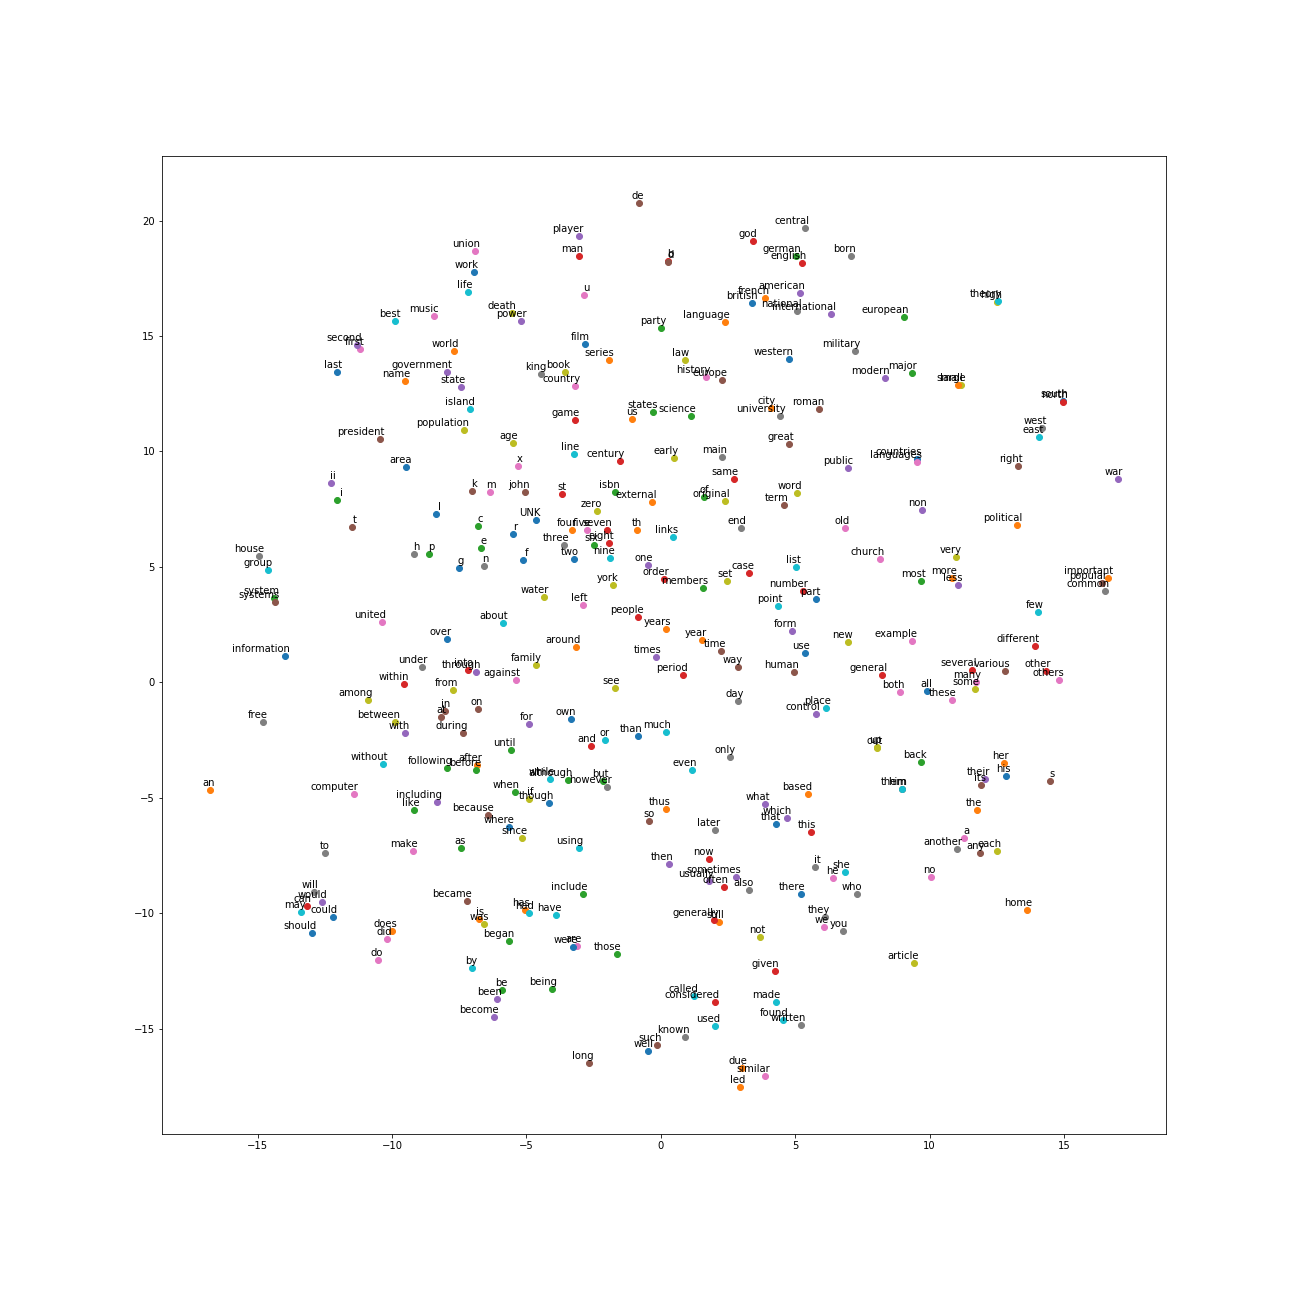 de
player
god
central
union
man
b
german
english
born
work
life
u
death
power
british
french
american
national
international
european
theory
high
best
music
party
language
second
first
world
film
series
law
western
military
last
name
government
state
king
book
country
history
europe
modern
major
small
large
island
game
states
us
science
city
university
roman
south
north
population
president
age
line
century
early
main
great
west
east
area
x
same
public
countries
languages
right
war
ii
i
k
m
john
st
isbn
external
of
original
word
term
non
t
l
c
UNK
zero
four
five
seven
th
links
end
old
political
r
e
three
six
eight
house
group
h
p
g
n
f
two
nine
one
order
members
set
case
list
church
very
more
less
most
important
popular
common
system
systems
york
water
left
number
part
point
few
united
about
people
years
form
over
around
year
time
use
new
example
different
information
under
into
through
family
times
period
way
human
general
several
various
other
others
within
against
from
see
many
some
all
both
these
among
in
at
on
day
place
control
free
between
with
during
for
own
or
than
much
and
until
only
up
out
back
her
without
following
after
before
while
although
but
however
even
their
his
its
s
an
computer
when
if
though
based
them
him
including
like
because
where
thus
so
what
which
that
this
the
to
make
as
since
using
later
a
another
any
each
then
now
it
he
she
who
no
will
would
can
may
could
should
became
include
usually
sometimes
often
also
there
has
had
have
is
was
they
we
you
home
does
did
do
began
were
are
those
generally
still
not
by
given
article
be
been
become
being
called
considered
made
found
written
used
known
such
well
long
due
similar
led
20
15
10
5
0
−5
−10
−15
−15
−10
−5
0
5
10
15